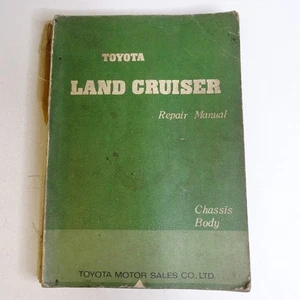 TOYOTA
LAND CRUISER
Repair Manual
Chassis
Body
TOYOTA MOTOR SALES CO., LTD.